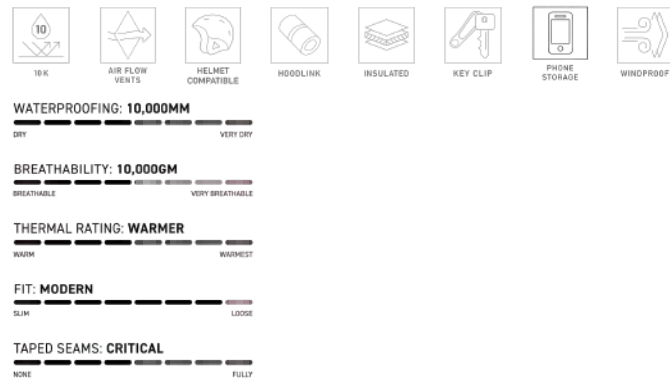 10
10K
AIR FLOW
VENTS
HELMET
COMPATIBLE
HOODLINK
INSULATED
KEY CLIP
PHONE
STORAGE
WINDPROOF
WATERPROOFING: 10,000MM
DRY VERY DRY
BREATHABILITY: 10,000GM
BREATHABLE VERY BREATHABLE
THERMAL RATING: WARMER
WARM WARMEST
FIT: MODERN
SLIM LOOSE
TAPED SEAMS: CRITICAL
NONE FULLY